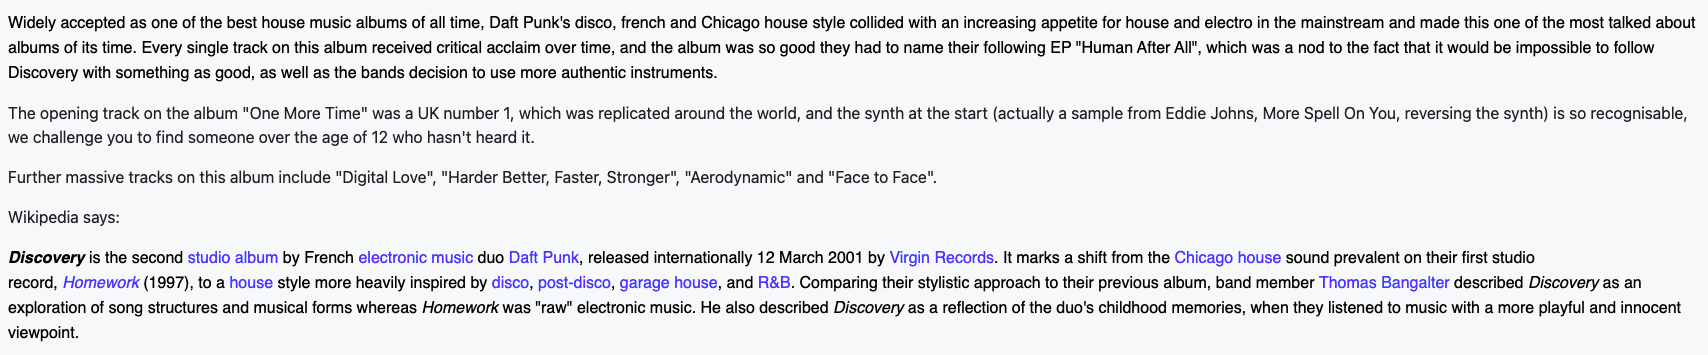 Widely accepted as one of the best house music albums of all time, Daft Punk's disco, french and Chicago house style collided with an increasing appetite for house and electro in the mainstream and made this one of the most talked about
albums of its time. Every single track on this album received critical acclaim over time, and the album was so good they had to name their following EP "Human After All", which was a nod to the fact that it would be impossible to follow
Discovery with something as good, as well as the bands decision to use more authentic instruments.
The opening track on the album "One More Time" was a UK number 1, which was replicated around the world, and the synth at the start (actually a sample from Eddie Johns, More Spell On You, reversing the synth) is so recognisable,
we challenge you to find someone over the age of 12 who hasn't heard it.
Further massive tracks on this album include "Digital Love", "Harder Better, Faster, Stronger", "Aerodynamic" and "Face to Face".
Wikipedia says:
Discovery is the second studio album by French electronic music duo Daft Punk, released internationally 12 March 2001 by Virgin Records. It marks a shift from the Chicago house sound prevalent on their first studio
record, Homework (1997), to a house style more heavily inspired by disco, post-disco, garage house, and R&B. Comparing their stylistic approach to their previous album, band member Thomas Bangalter described Discovery as an
exploration of song structures and musical forms whereas Homework was "raw" electronic music. He also described Discovery as a reflection of the duo's childhood memories, when they listened to music with a more playful and innocent
viewpoint.